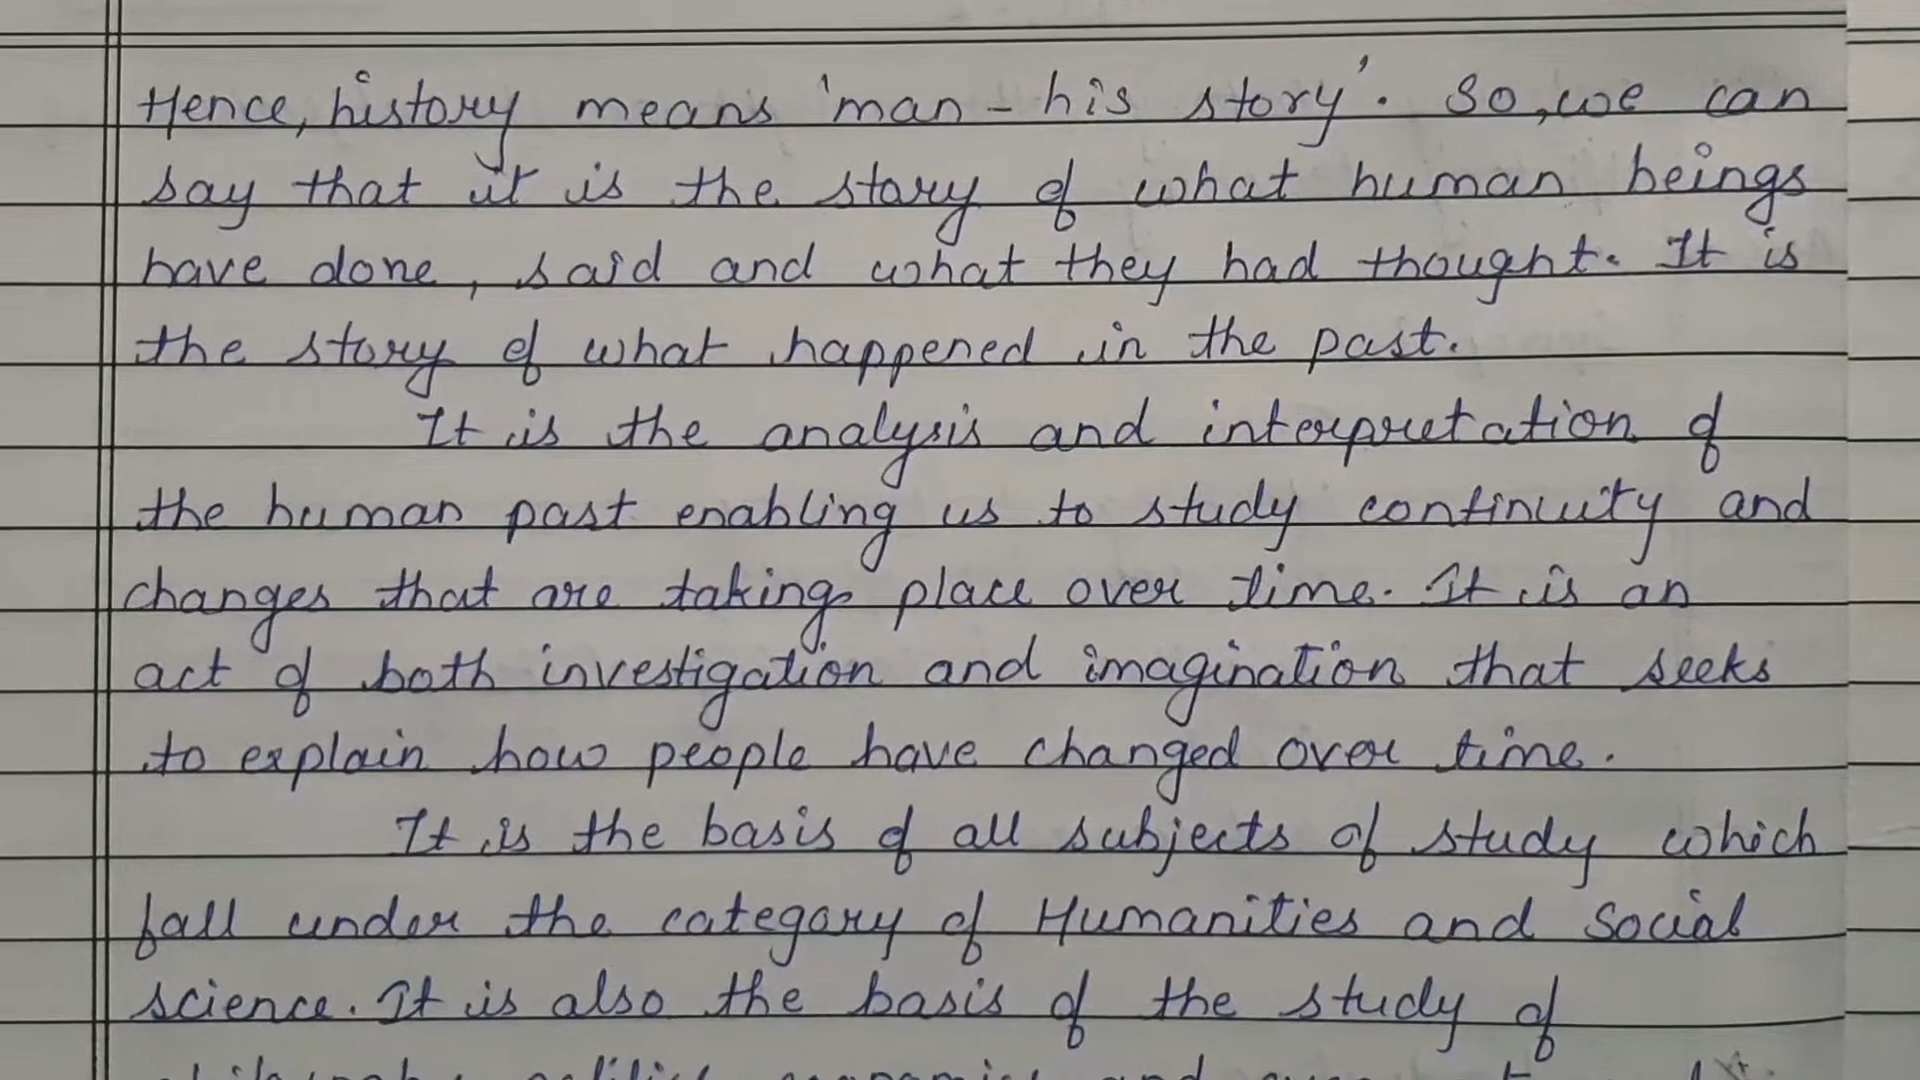 Hence, history means 'man - his story'. So, we can
say that it is the story of what human beings
have done, said and what they had thought. It is
the story of what happened in the past.
It is the analysis and interpretation of
the human past enabling us to study continuity and
changes that are taking place over time. It is an
act of both investigation and imagination that seeks
to explain how people have changed over time.
It is the basis of all subjects of study which
fall under the category of Humanities and Social
science. It is also the basis of the study of